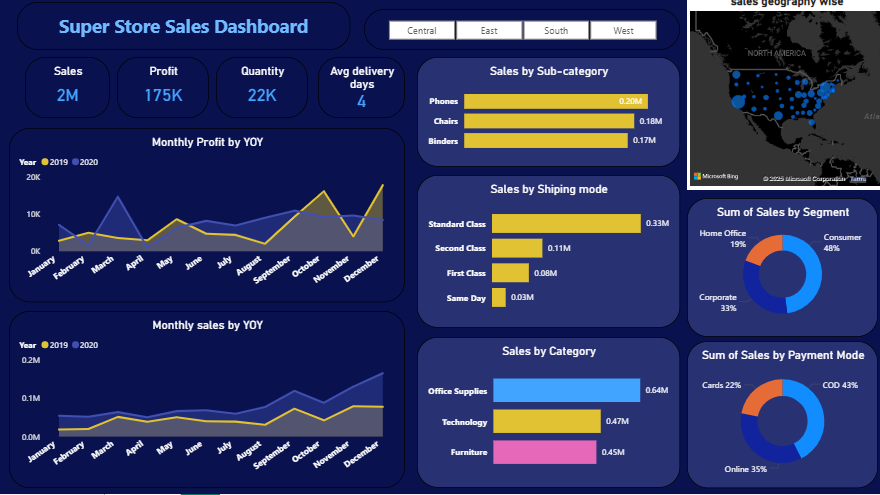 Super Store Sales Dashboard
Central
East
South
West
sales geography wise
Sales
2M
Profit
175K
Quantity
22K
Avg delivery
days
4
Sales by Sub-category
Phones
0.20M
Chairs
0.18M
Binders
0.17M
NORTH AMERICA
Atla
Microsoft Bing
© 2025 Microsoft Corporation Terms
Monthly Profit by YOY
Year 2019 2020
20K
10K
0K
January
February
March
April
May
June
July
August
September
October
November
December
Sales by Shiping mode
Standard Class
0.33M
Second Class
0.11M
First Class
0.08M
Same Day
0.03M
Sum of Sales by Segment
Home Office
19%
Consumer
48%
Corporate
33%
Monthly sales by YOY
Year 2019 2020
0.2M
0.1M
0.0M
January
February
March
April
May
June
July
August
September
October
November
December
Sales by Category
Office Supplies
0.64M
Technology
0.47M
Furniture
0.45M
Sum of Sales by Payment Mode
Cards 22%
COD 43%
Online 35%